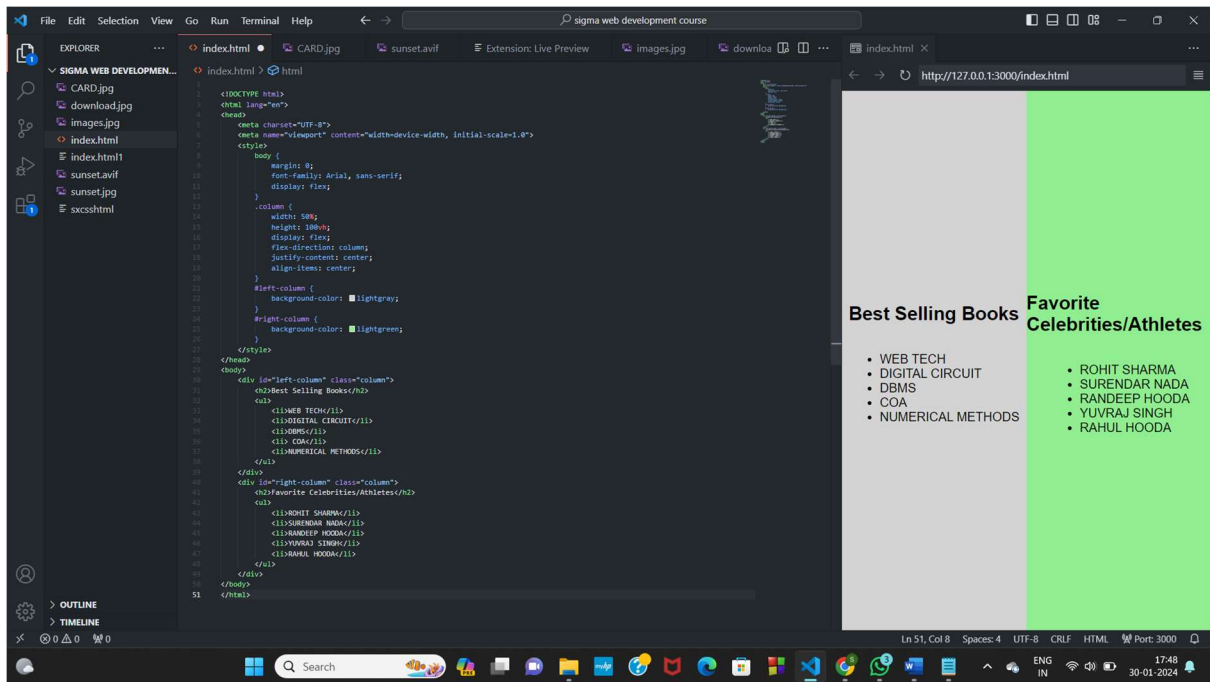 File Edit Selection View Go Run Terminal Help
sigma web development course
EXPLORER
index.html
CARD.jpg
sunset.avif
Extension: Live Preview
images.jpg
downloa
index.html
SIGMA WEB DEVELOPMEN...
CARD.jpg
download.jpg
images.jpg
index.html
index.html1
sunset.avif
sunset.jpg
sxcsshtml
OUTLINE
TIMELINE
index.html > html
<!DOCTYPE html>
<html lang="en">
<head>
<meta charset="UTF-8">
<meta name="viewport" content="width=device-width, initial-scale=1.0">
<style>
body {
margin: 0;
font-family: Arial, sans-serif;
display: flex;
}
.column {
width: 50%;
height: 100vh;
display: flex;
flex-direction: column;
justify-content: center;
align-items: center;
}
#left-column {
background-color: lightgray;
}
#right-column {
background-color: lightgreen;
}
</style>
</head>
<body>
<div id="left-column" class="column">
<h2>Best Selling Books</h2>
<ul>
<li>WEB TECH</li>
<li>DIGITAL CIRCUIT</li>
<li>DBMS</li>
<li> COA</li>
<li>NUMERICAL METHODS</li>
</ul>
</div>
<div id="right-column" class="column">
<h2>Favorite Celebrities/Athletes</h2>
<ul>
<li>ROHIT SHARMA</li>
<li>SURENDAR NADA</li>
<li>RANDEEP HOODA</li>
<li>YUVRAJ SINGH</li>
<li>RAHUL HOODA</li>
</ul>
</div>
</body>
51 </html>
http://127.0.0.1:3000/index.html
Best Selling Books
WEB TECH
DIGITAL CIRCUIT
DBMS
COA
NUMERICAL METHODS
Favorite
Celebrities/Athletes
ROHIT SHARMA
SURENDAR NADA
RANDEEP HOODA
YUVRAJ SINGH
RAHUL HOODA
0 0 0
Ln 51, Col 8 Spaces: 4 UTF-8 CRLF HTML Port: 3000
Search
ENG
IN
17:48
30-01-2024